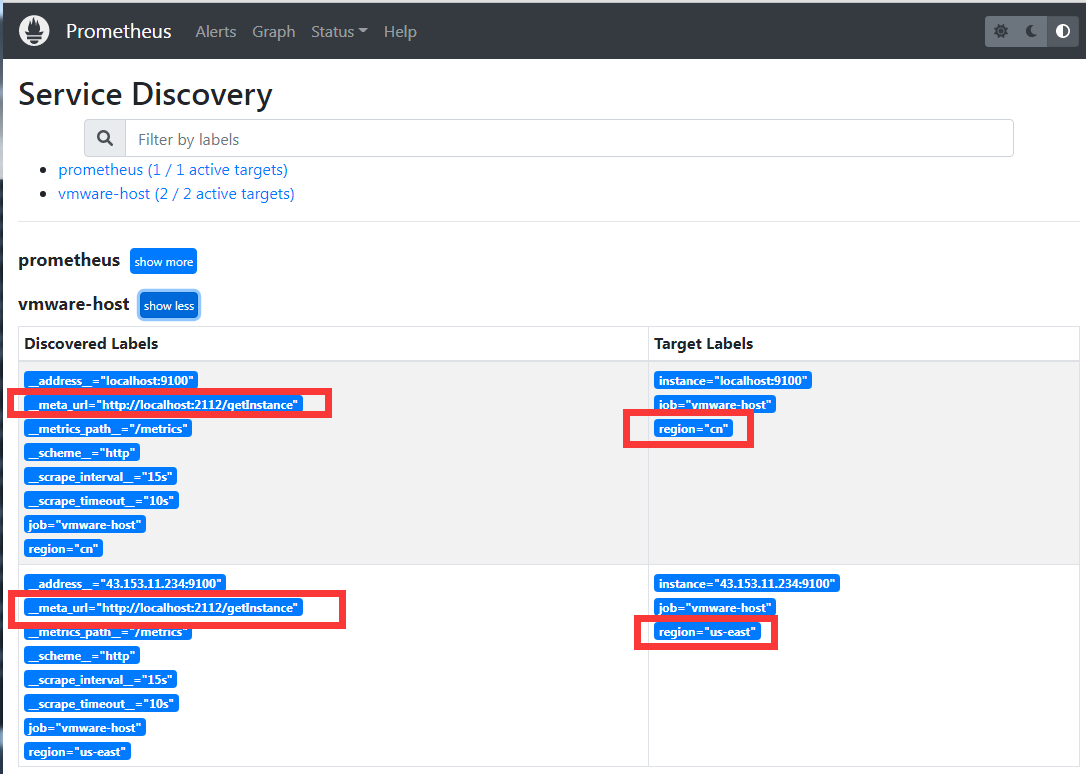 Prometheus Alerts Graph Status Help
Service Discovery
Filter by labels
prometheus (1 / 1 active targets)
vmware-host (2 / 2 active targets)
prometheus show more
vmware-host show less
Discovered Labels Target Labels
__address__="localhost:9100" instance="localhost:9100"
__meta_url="http://localhost:2112/getInstance" job="vmware-host"
__metrics_path__="/metrics" region="cn"
__scheme__="http"
__scrape_interval__="15s"
__scrape_timeout__="10s"
job="vmware-host"
region="cn"
__address__="43.153.11.234:9100" instance="43.153.11.234:9100"
__meta_url="http://localhost:2112/getInstance" job="vmware-host"
__metrics_path__="/metrics" region="us-east"
__scheme__="http"
__scrape_interval__="15s"
__scrape_timeout__="10s"
job="vmware-host"
region="us-east"